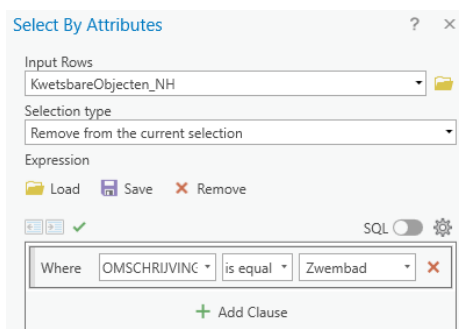 Select By Attributes ? ×
Input Rows
KwetsbareObjecten_NH
Selection type
Remove from the current selection
Expression
Load Save × Remove
SQL
Where OMSCHRIJVINC is equal Zwembad ×
+ Add Clause